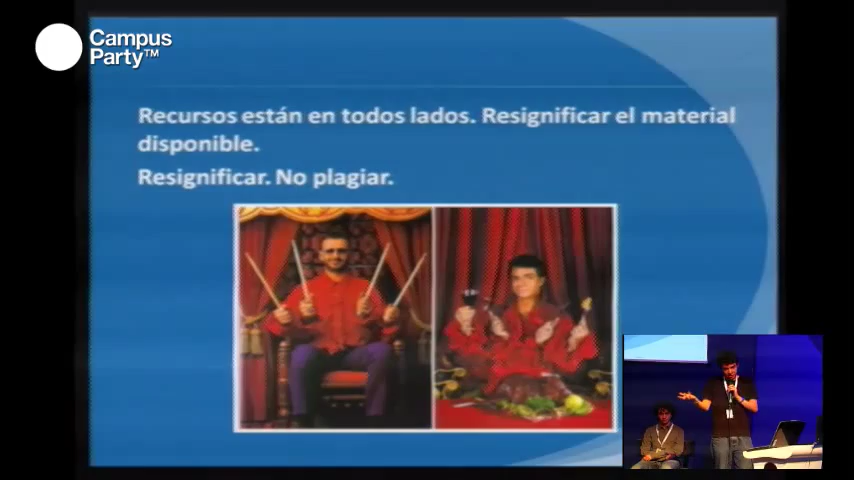 Campus
Party™
Recursos están en todos lados. Resignificar el material
disponible.
Resignificar. No plagiar.